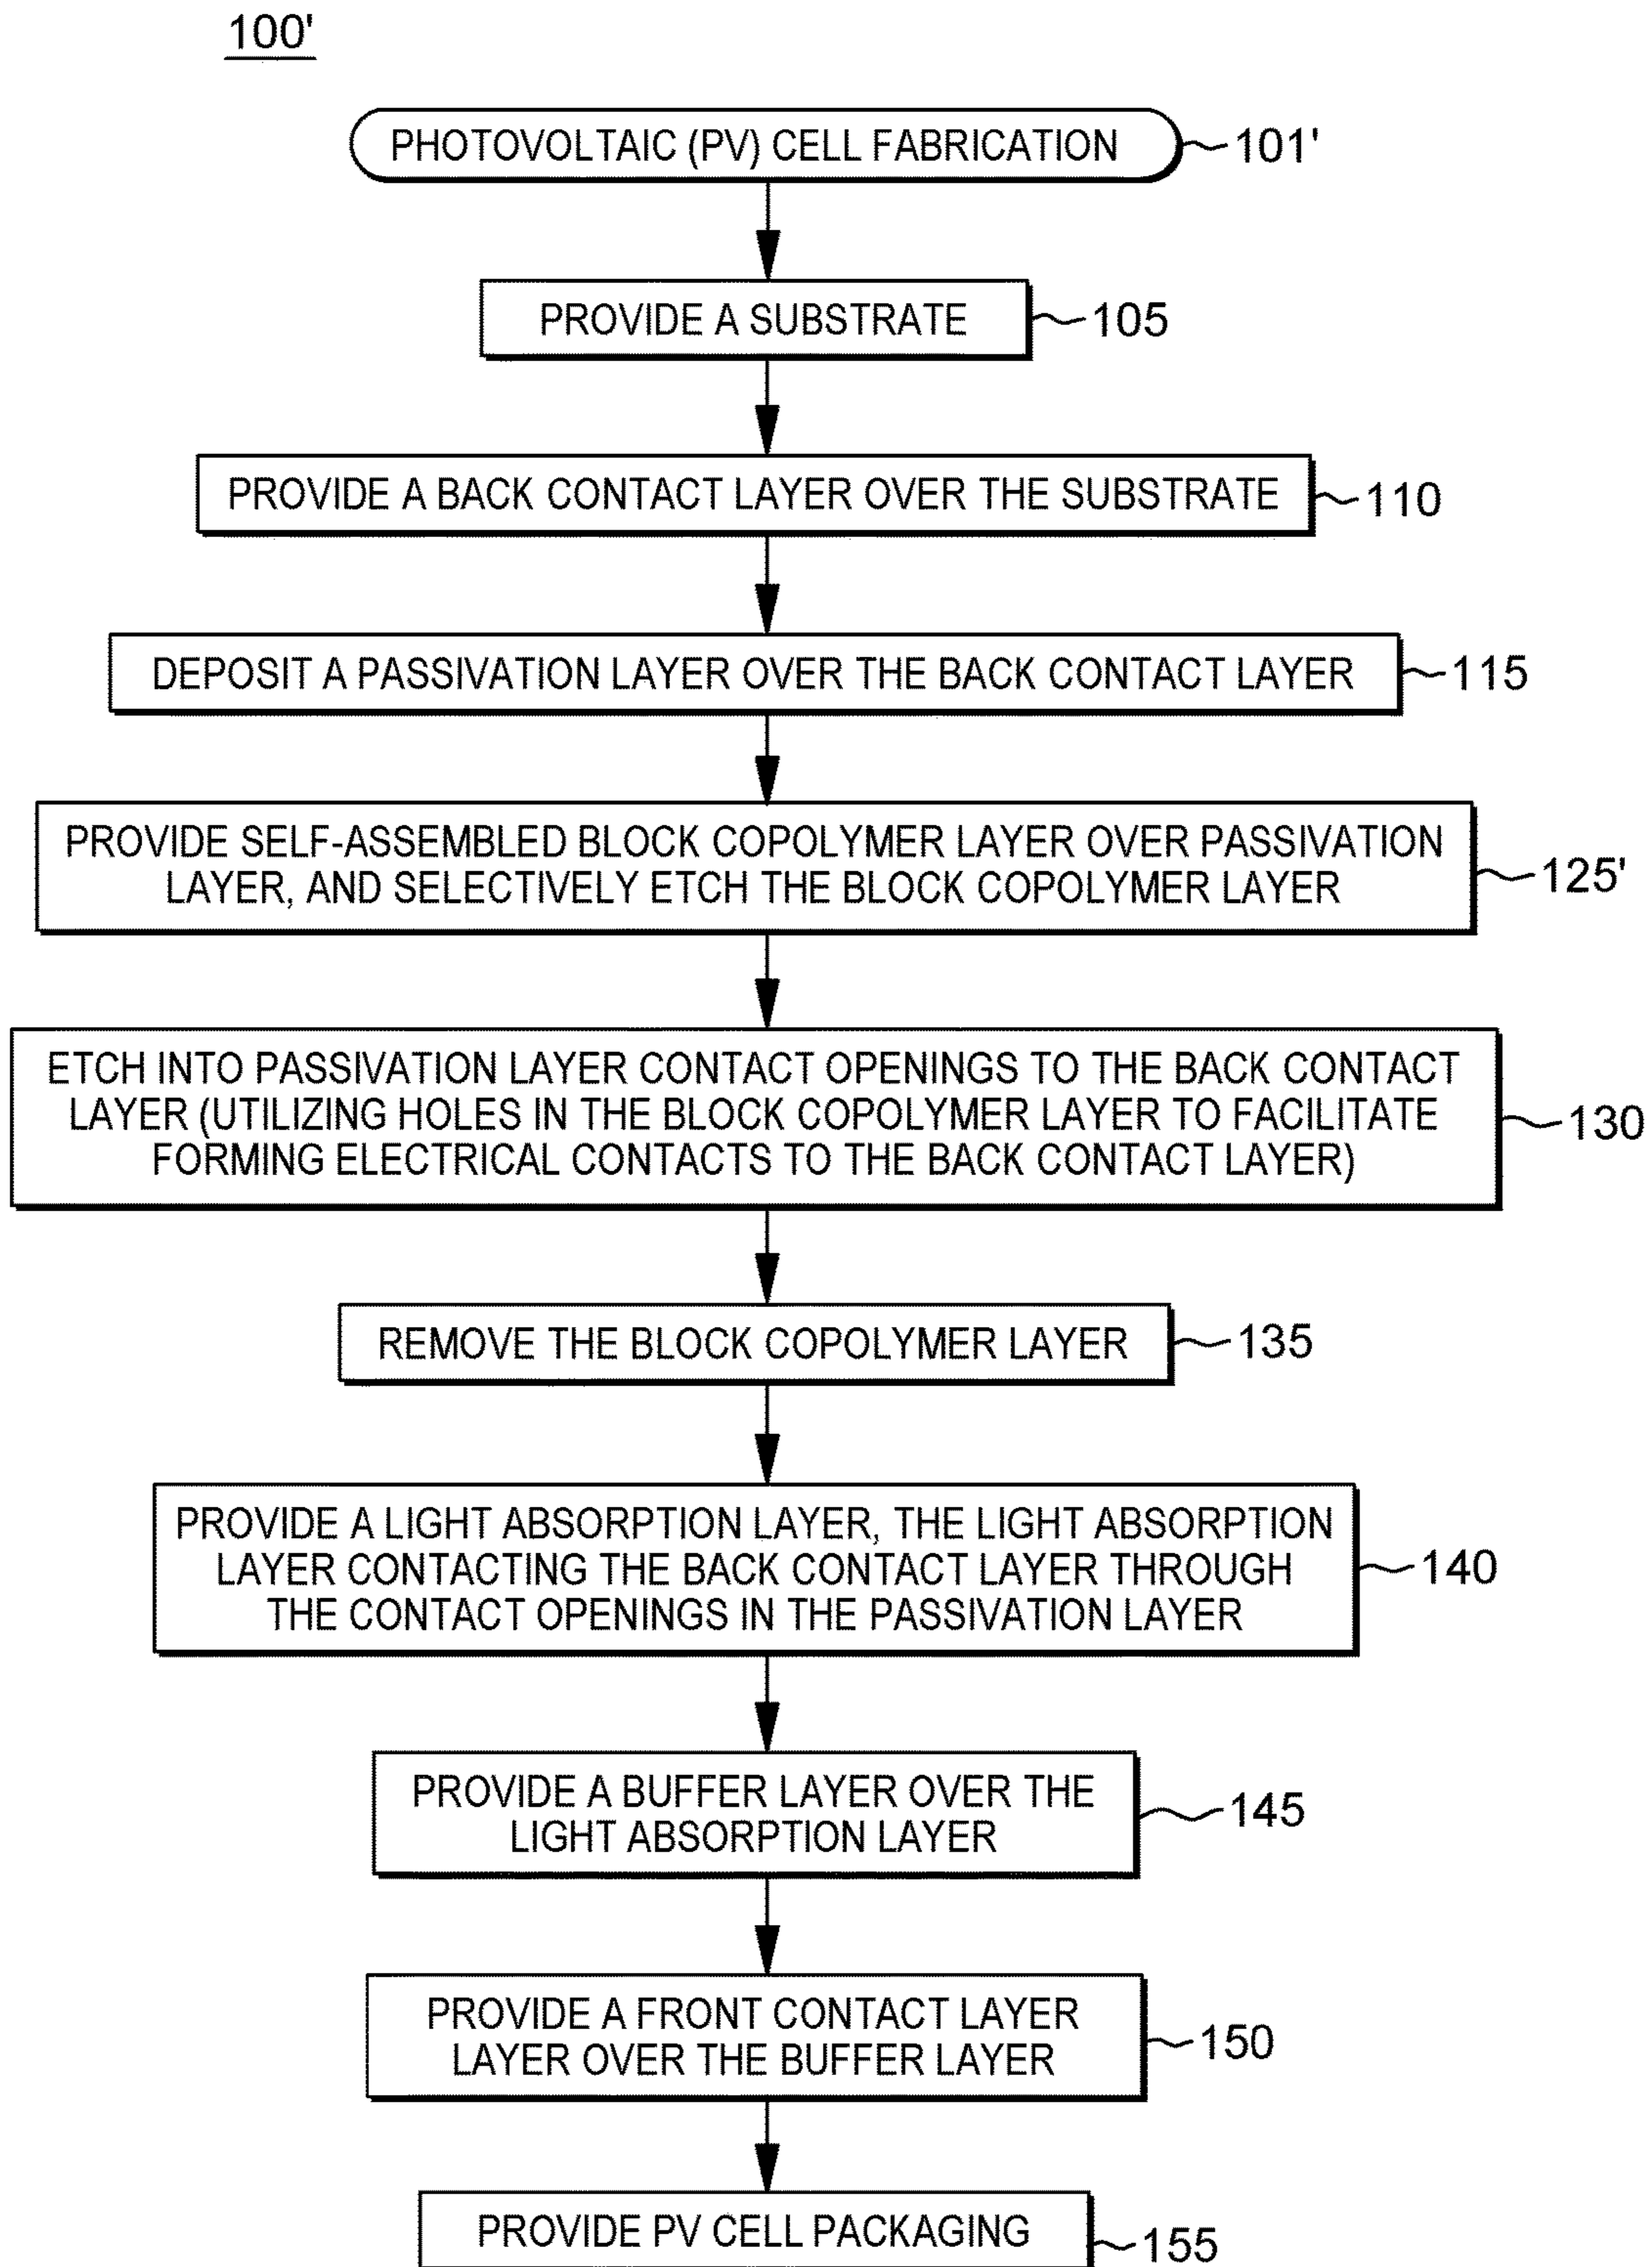 100'
PHOTOVOLTAIC (PV) CELL FABRICATION
101'
PROVIDE A SUBSTRATE
105
PROVIDE A BACK CONTACT LAYER OVER THE SUBSTRATE
110
DEPOSIT A PASSIVATION LAYER OVER THE BACK CONTACT LAYER
115
PROVIDE SELF-ASSEMBLED BLOCK COPOLYMER LAYER OVER PASSIVATION
LAYER, AND SELECTIVELY ETCH THE BLOCK COPOLYMER LAYER
125'
ETCH INTO PASSIVATION LAYER CONTACT OPENINGS TO THE BACK CONTACT
LAYER (UTILIZING HOLES IN THE BLOCK COPOLYMER LAYER TO FACILITATE
FORMING ELECTRICAL CONTACTS TO THE BACK CONTACT LAYER)
130
REMOVE THE BLOCK COPOLYMER LAYER
135
PROVIDE A LIGHT ABSORPTION LAYER, THE LIGHT ABSORPTION
LAYER CONTACTING THE BACK CONTACT LAYER THROUGH
THE CONTACT OPENINGS IN THE PASSIVATION LAYER
140
PROVIDE A BUFFER LAYER OVER THE
LIGHT ABSORPTION LAYER
145
PROVIDE A FRONT CONTACT LAYER
LAYER OVER THE BUFFER LAYER
150
PROVIDE PV CELL PACKAGING
155